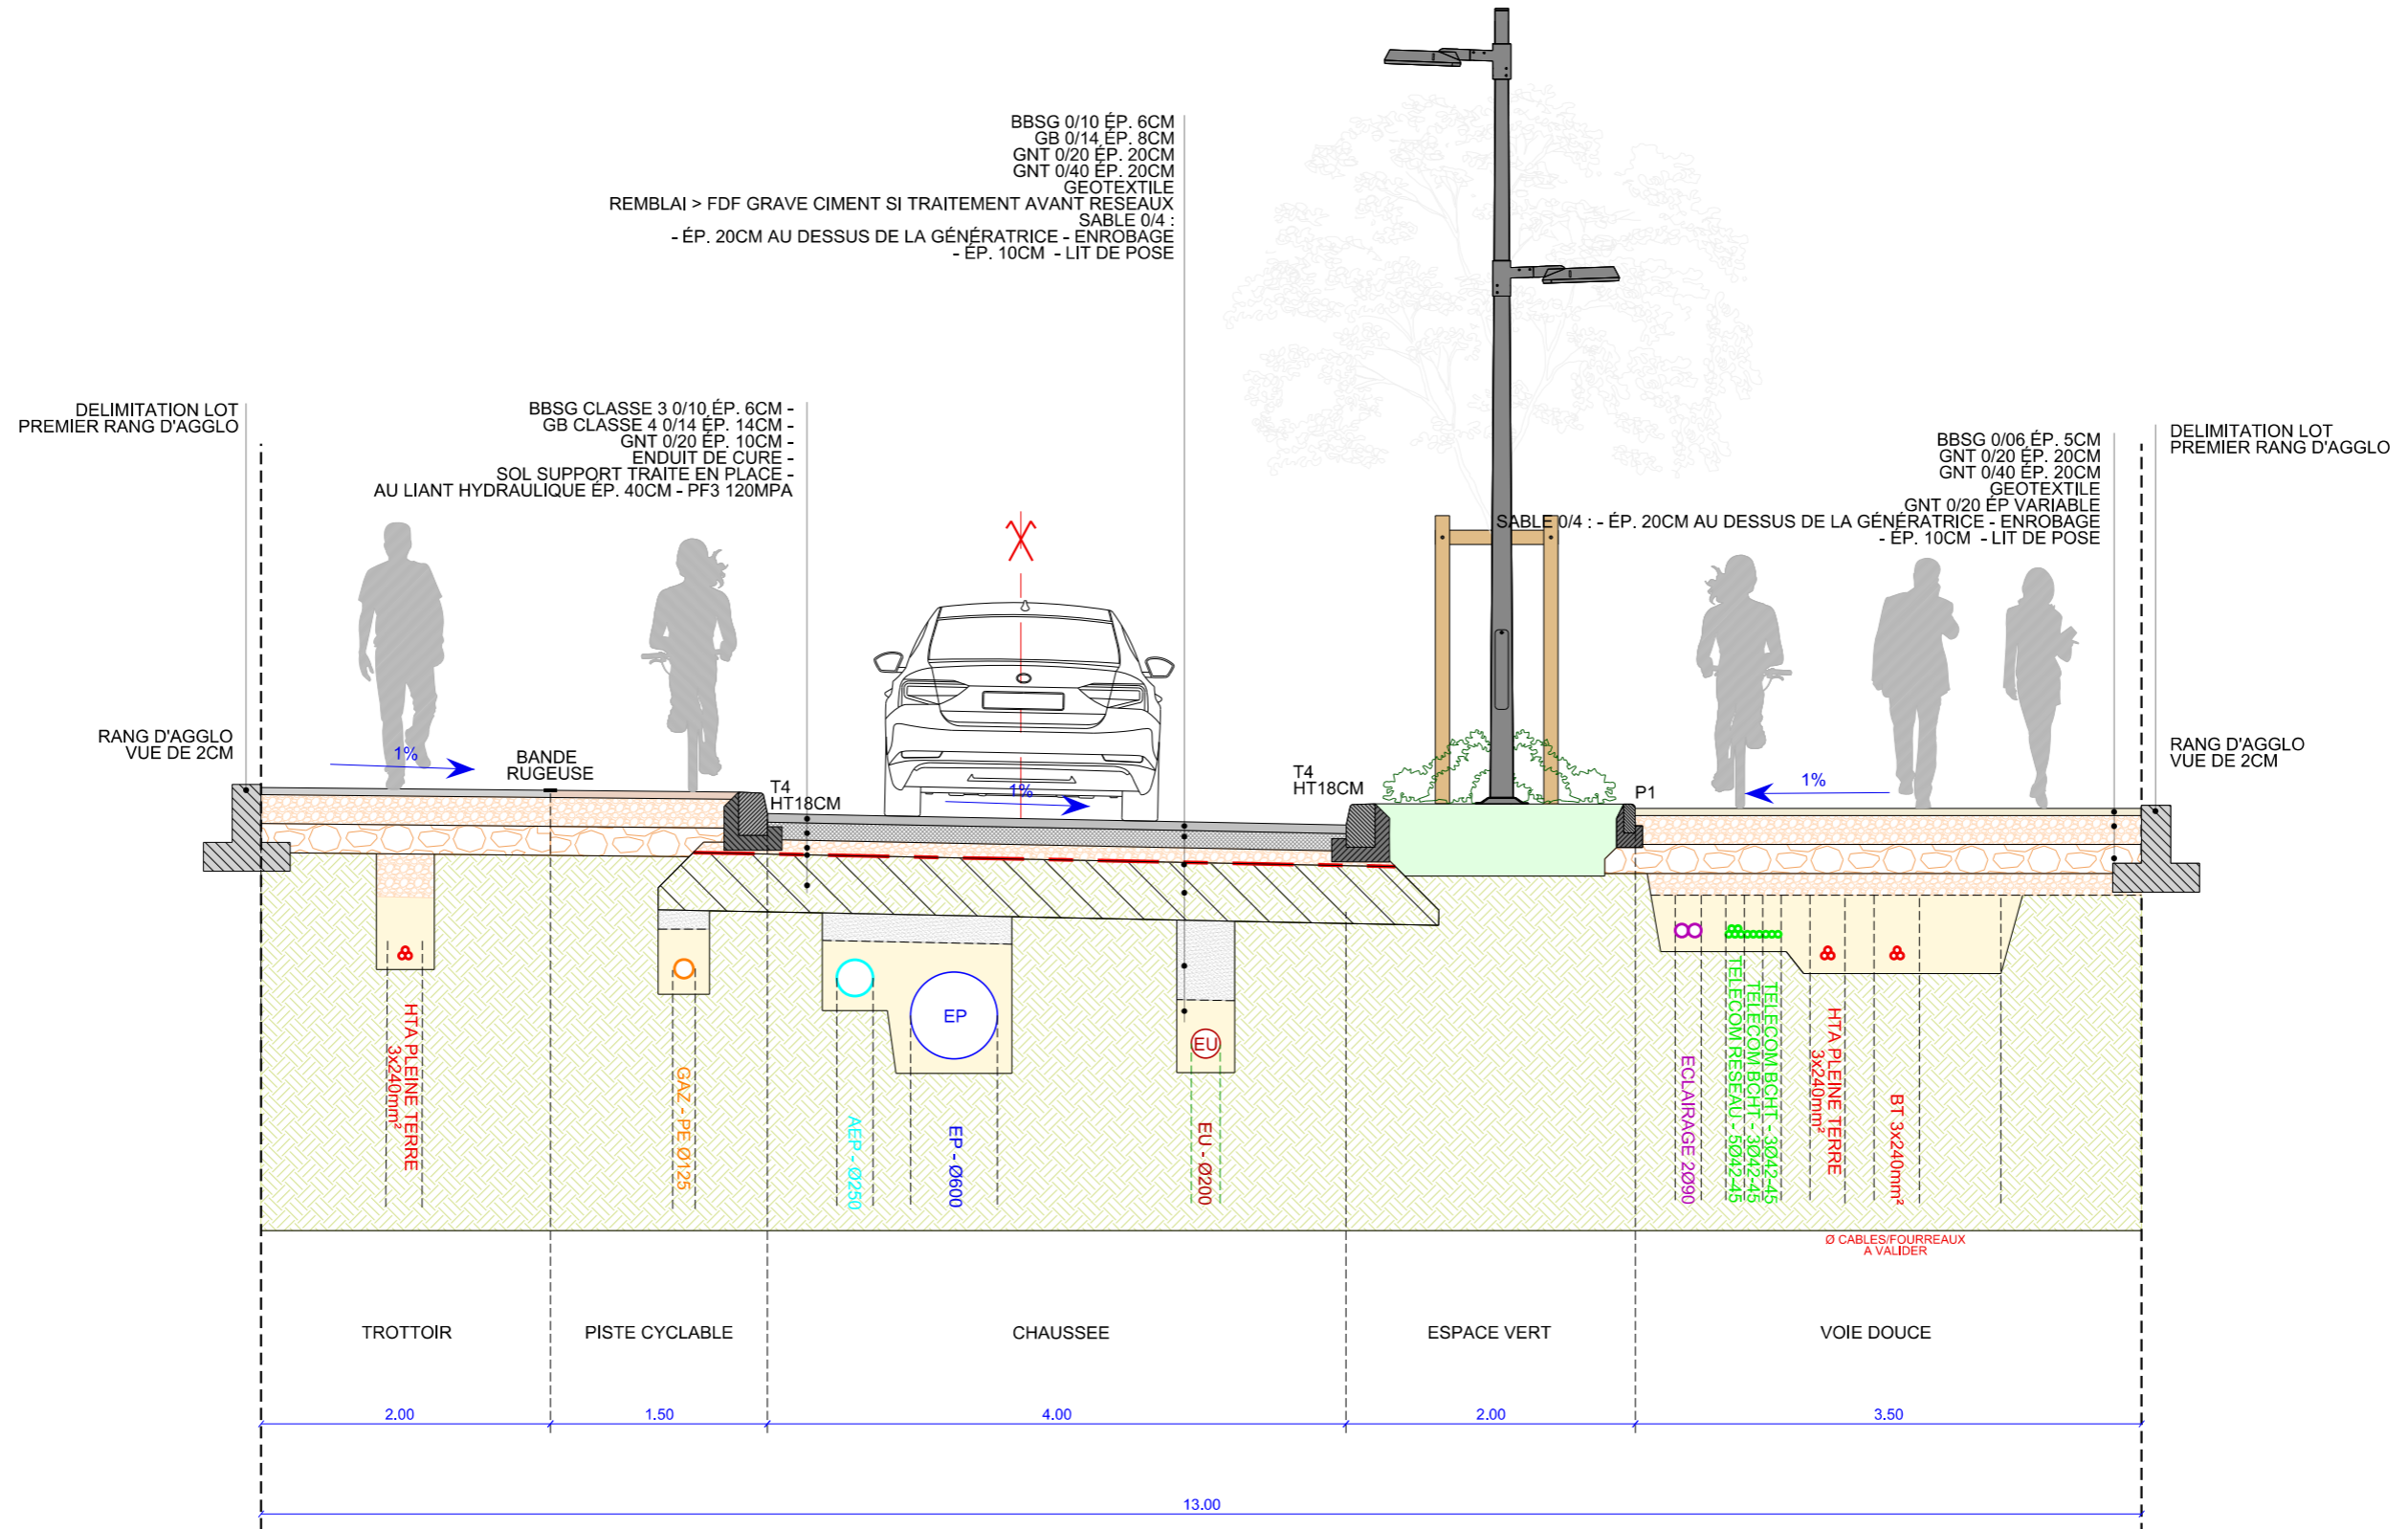 BBSG 0/10 ÉP. 6CM
GB 0/14 ÉP. 8CM
GNT 0/20 ÉP. 20CM
GNT 0/40 ÉP. 20CM
GEOTEXTILE
REMBLAI > FDF GRAVE CIMENT SI TRAITEMENT AVANT RESEAUX
SABLE 0/4 :
- ÉP. 20CM AU DESSUS DE LA GÉNÉRATRICE - ENROBAGE
- ÉP. 10CM - LIT DE POSE
DELIMITATION LOT
PREMIER RANG D'AGGLO
BBSG CLASSE 3 0/10 ÉP. 6CM -
GB CLASSE 4 0/14 ÉP. 14CM -
GNT 0/20 ÉP. 10CM -
ENDUIT DE CURE -
SOL SUPPORT TRAITE EN PLACE -
AU LIANT HYDRAULIQUE ÉP. 40CM - PF3 120MPA
BBSG 0/06 ÉP. 5CM
GNT 0/20 ÉP. 20CM
GNT 0/40 ÉP. 20CM
GEOTEXTILE
GNT 0/20 ÉP VARIABLE
SABLE 0/4 : - ÉP. 20CM AU DESSUS DE LA GÉNÉRATRICE - ENROBAGE
- ÉP. 10CM - LIT DE POSE
DELIMITATION LOT
PREMIER RANG D'AGGLO
RANG D'AGGLO
VUE DE 2CM
1%
BANDE
RUGEUSE
T4
HT18CM
1%
T4
HT18CM
P1
1%
RANG D'AGGLO
VUE DE 2CM
EP
EU
HTA PLEINE TERRE
3x240mm²
GAZ - PE Ø125
AEP - Ø250
EP - Ø600
EU - Ø200
ECLAIRAGE 2Ø90
TELECOM RESEAU - 5Ø42-45
TELECOM BCHT - 3Ø42-45
TELECOM BCHT - 3Ø42-45
HTA PLEINE TERRE
3x240mm²
BT 3x240mm²
Ø CABLES/FOURREAUX
A VALIDER
TROTTOIR
PISTE CYCLABLE
CHAUSSEE
ESPACE VERT
VOIE DOUCE
2.00
1.50
4.00
2.00
3.50
13.00